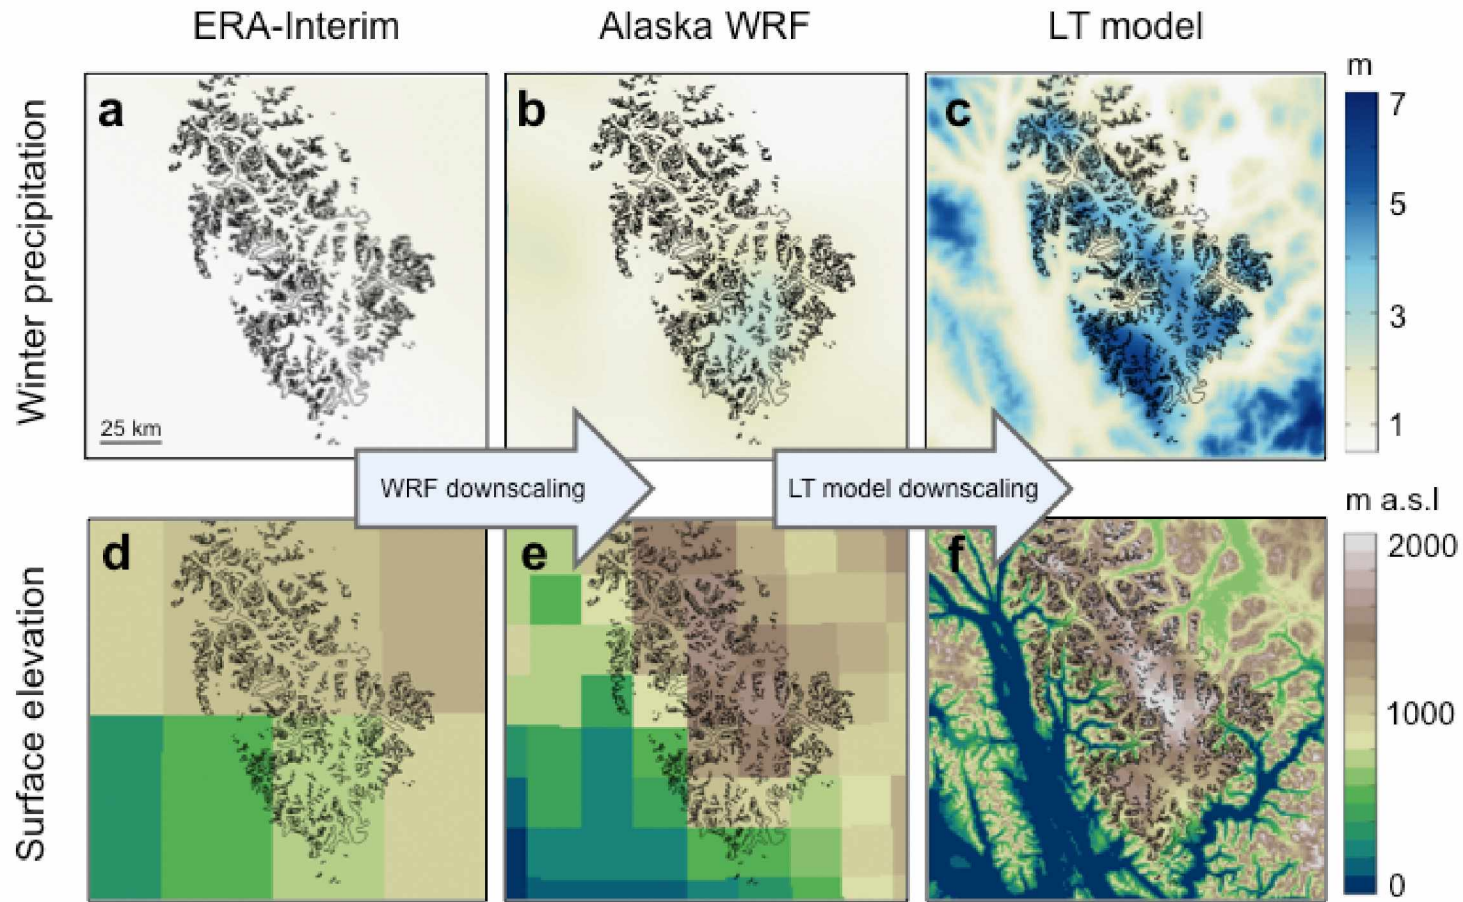 ERA-Interim
Alaska WRF
LT model
Winter precipitation
a
b
c
m
7
5
3
1
25 km
WRF downscaling
LT model downscaling
Surface elevation
d
e
f
m a.s.l
2000
1000
0